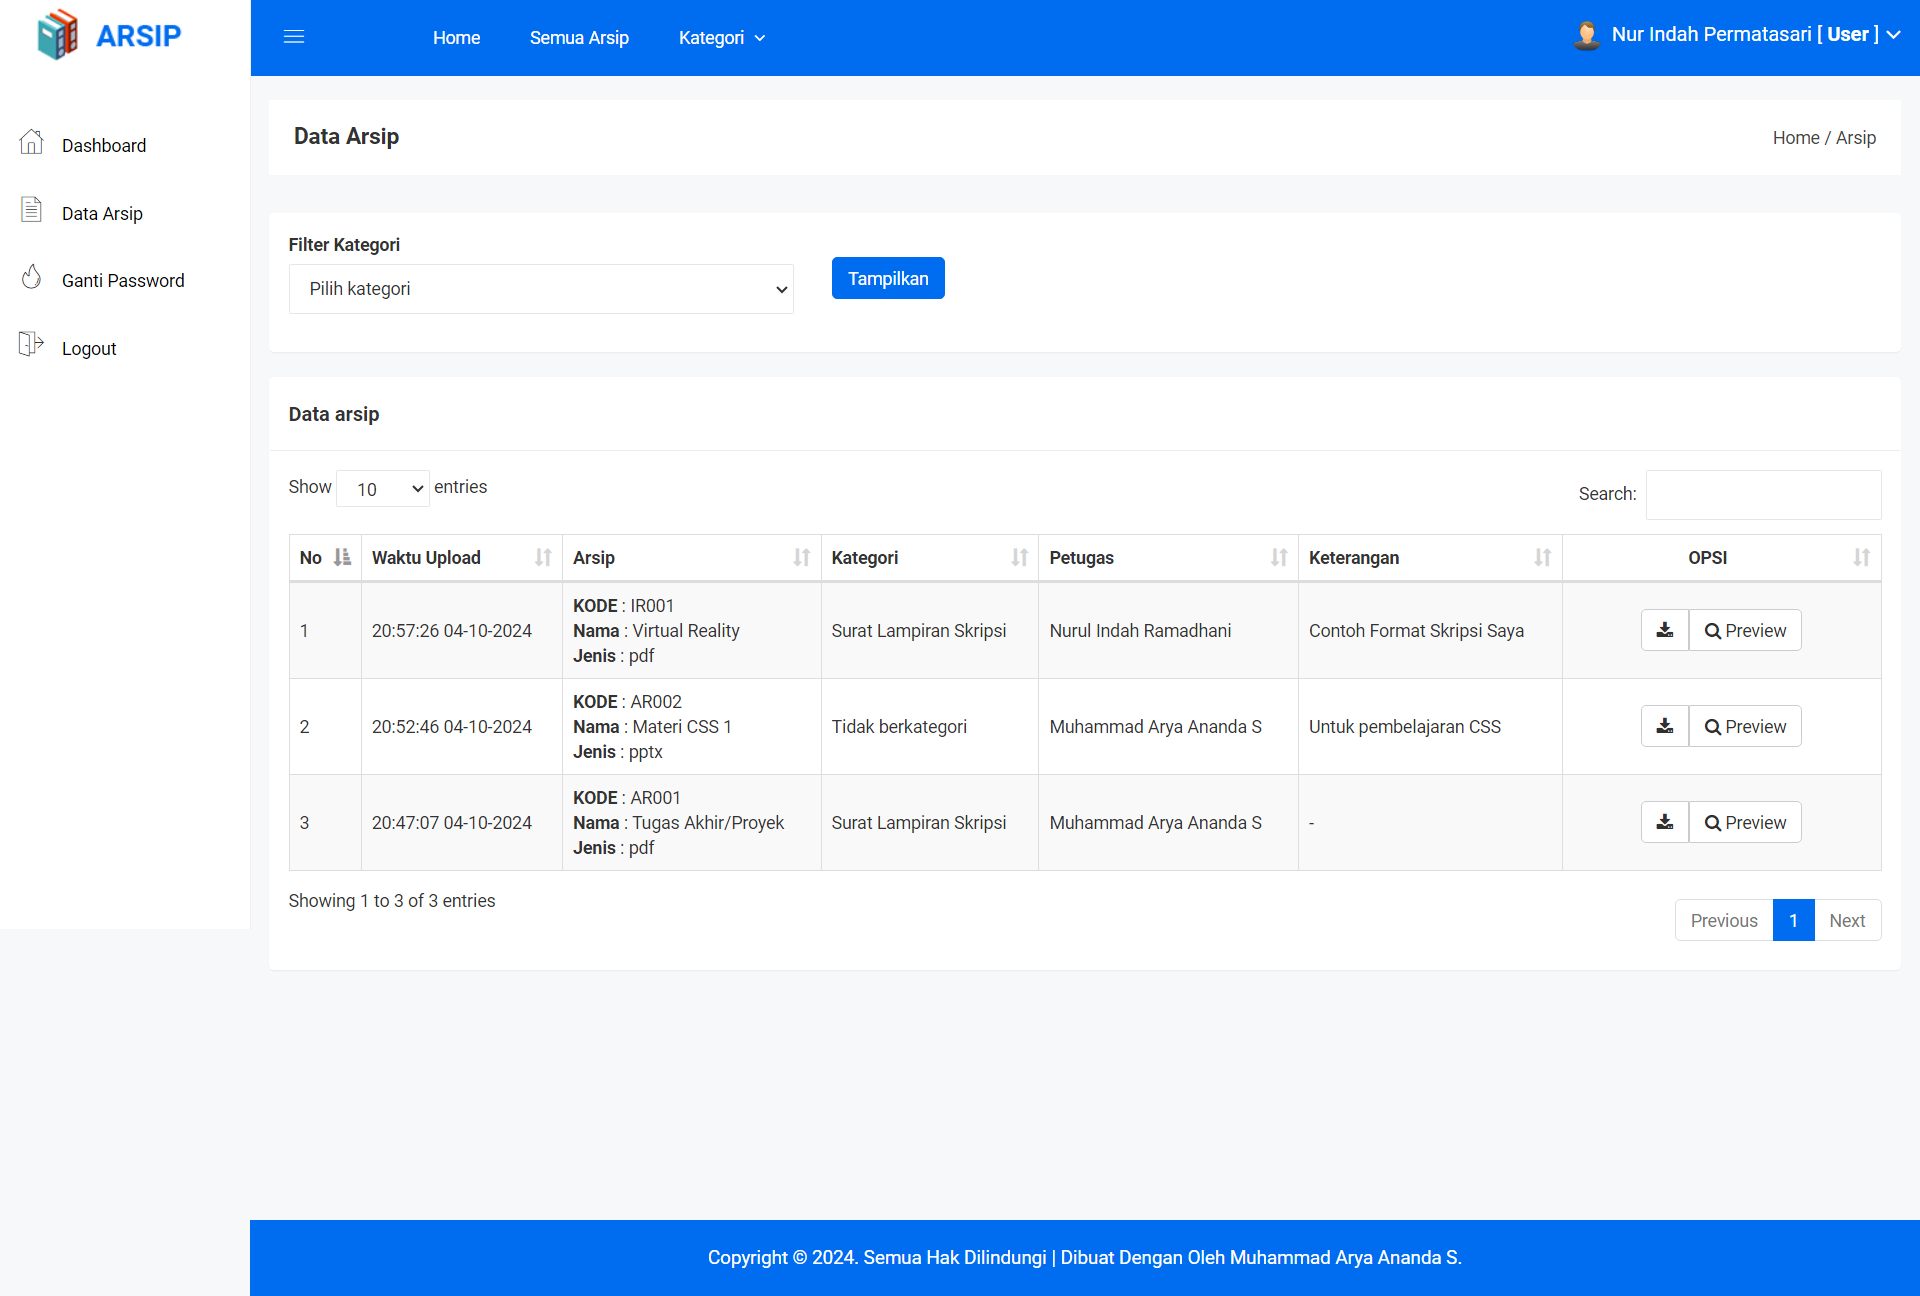 ARSIP
Home
Semua Arsip
Kategori
Nur Indah Permatasari [ User ]
Dashboard
Data Arsip
Ganti Password
Logout
Data Arsip
Home / Arsip
Filter Kategori
Pilih kategori
Tampilkan
Data arsip
Show 10 entries
Search:
No
Waktu Upload
Arsip
Kategori
Petugas
Keterangan
OPSI
1
20:57:26 04-10-2024
KODE : IR001
Nama : Virtual Reality
Jenis : pdf
Surat Lampiran Skripsi
Nurul Indah Ramadhani
Contoh Format Skripsi Saya
Preview
2
20:52:46 04-10-2024
KODE : AR002
Nama : Materi CSS 1
Jenis : pptx
Tidak berkategori
Muhammad Arya Ananda S
Untuk pembelajaran CSS
Preview
3
20:47:07 04-10-2024
KODE : AR001
Nama : Tugas Akhir/Proyek
Jenis : pdf
Surat Lampiran Skripsi
Muhammad Arya Ananda S
-
Preview
Showing 1 to 3 of 3 entries
Previous
1
Next
Copyright © 2024. Semua Hak Dilindungi | Dibuat Dengan Oleh Muhammad Arya Ananda S.